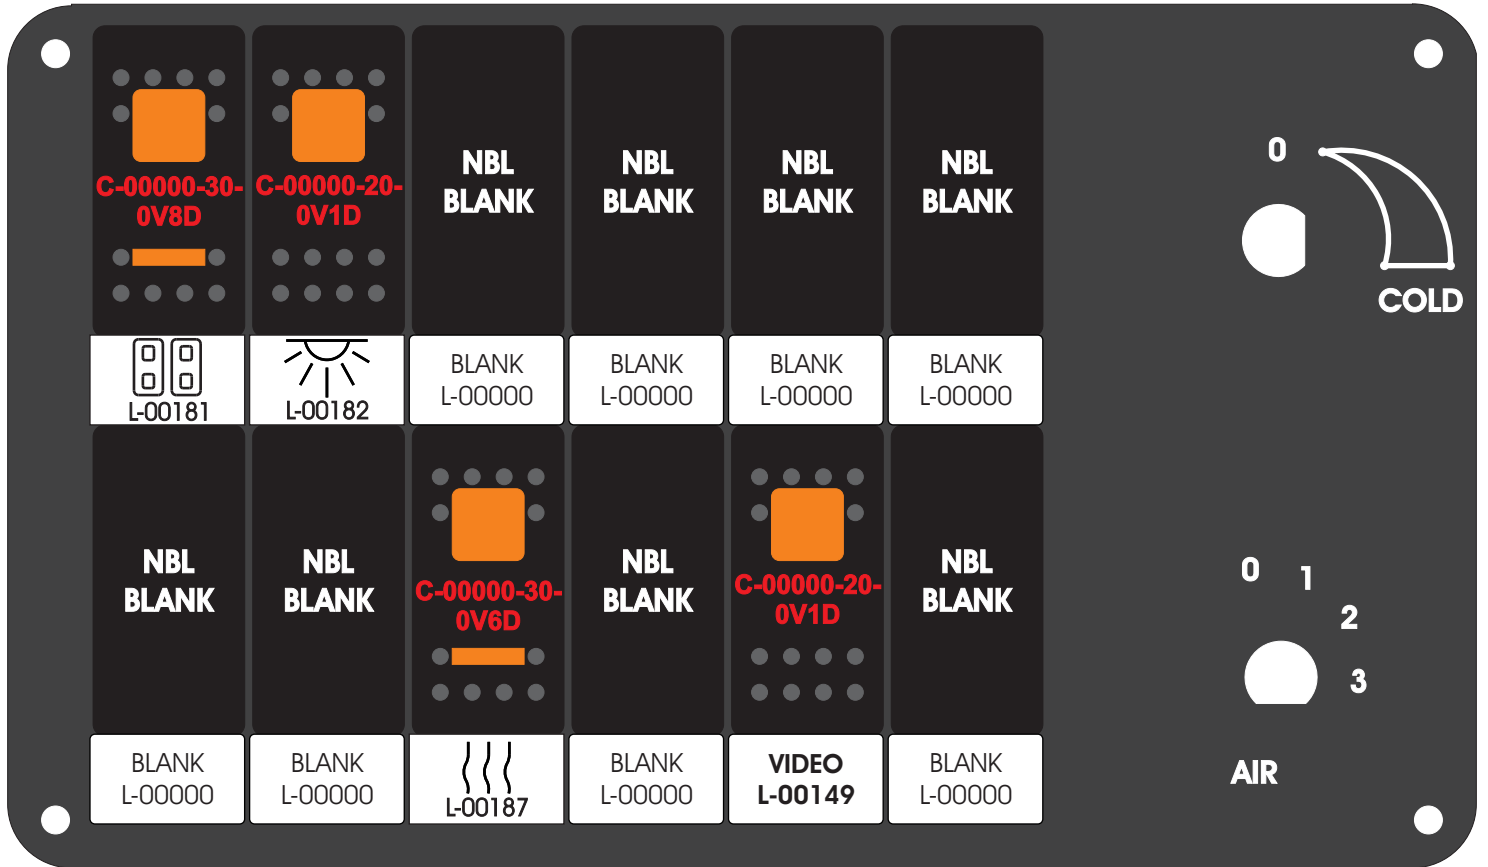 C-00000-30-
0V8D
C-00000-20-
0V1D
NBL
BLANK
NBL
BLANK
NBL
BLANK
NBL
BLANK
L-00181
L-00182
BLANK
L-00000
BLANK
L-00000
BLANK
L-00000
BLANK
L-00000
NBL
BLANK
NBL
BLANK
C-00000-30-
0V6D
NBL
BLANK
C-00000-20-
0V1D
NBL
BLANK
BLANK
L-00000
BLANK
L-00000
L-00187
BLANK
L-00000
VIDEO
L-00149
BLANK
L-00000
0
COLD
0
1
2
3
AIR